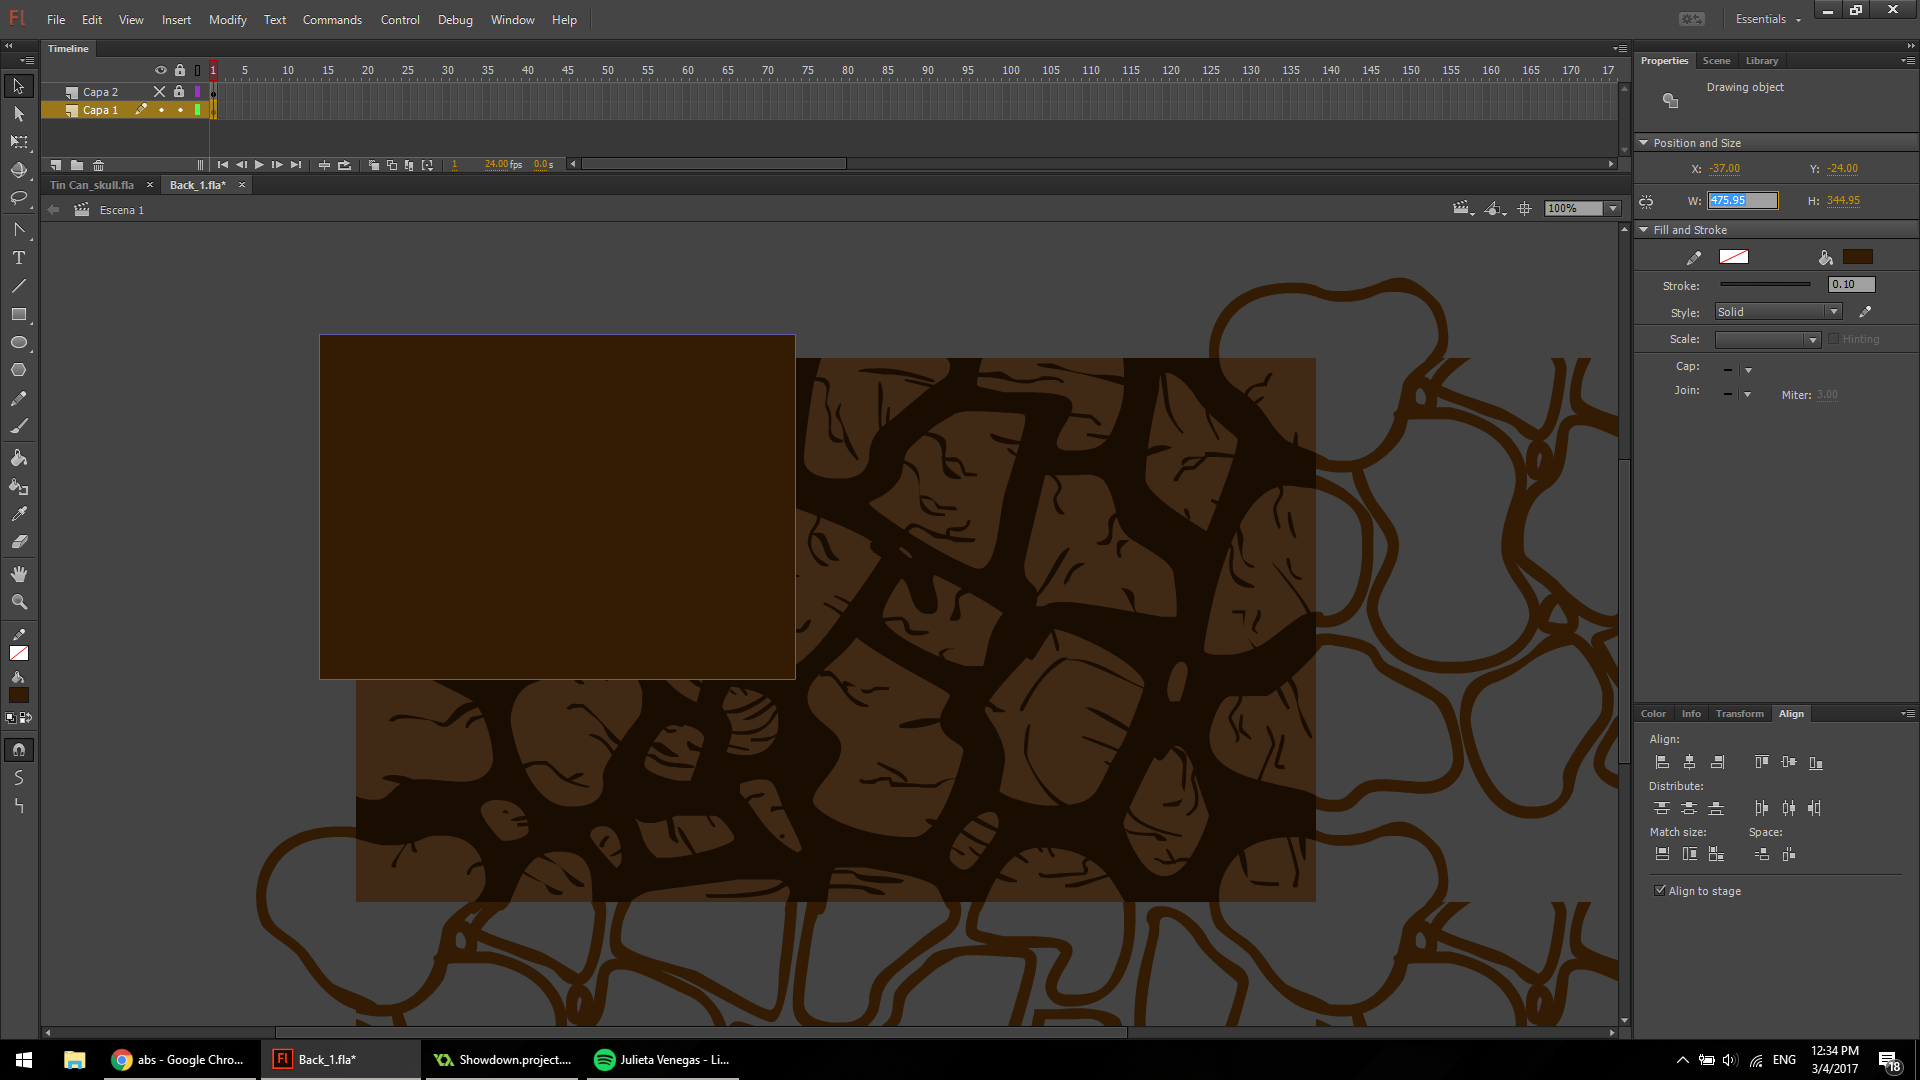 Fl File Edit View Insert Modify Text Commands Control Debug Window Help Essentials
Timeline
1 5 10 15 20 25 30 35 40 45 50 55 60 65 70 75 80 85 90 95 100 105 110 115 120 125 130 135 140 145 150 155 160 165 170 17
Capa 2
Capa 1
1 24.00 fps 0.0 s
Tin Can_skull.fla Back_1.fla*
Escena 1 100%
Properties Scene Library
Drawing object
Position and Size
X: -37.00 Y: -24.00
W: 475.95 H: 344.95
Fill and Stroke
Stroke: 0.10
Style: Solid
Scale: Hinting
Cap:
Join: Miter: 3.00
Color Info Transform Align
Align:
Distribute:
Match size: Space:
Align to stage
abs - Google Chro... Fl Back_1.fla* Showdown.project.... Julieta Venegas - Li... ENG 12:34 PM
3/4/2017 18